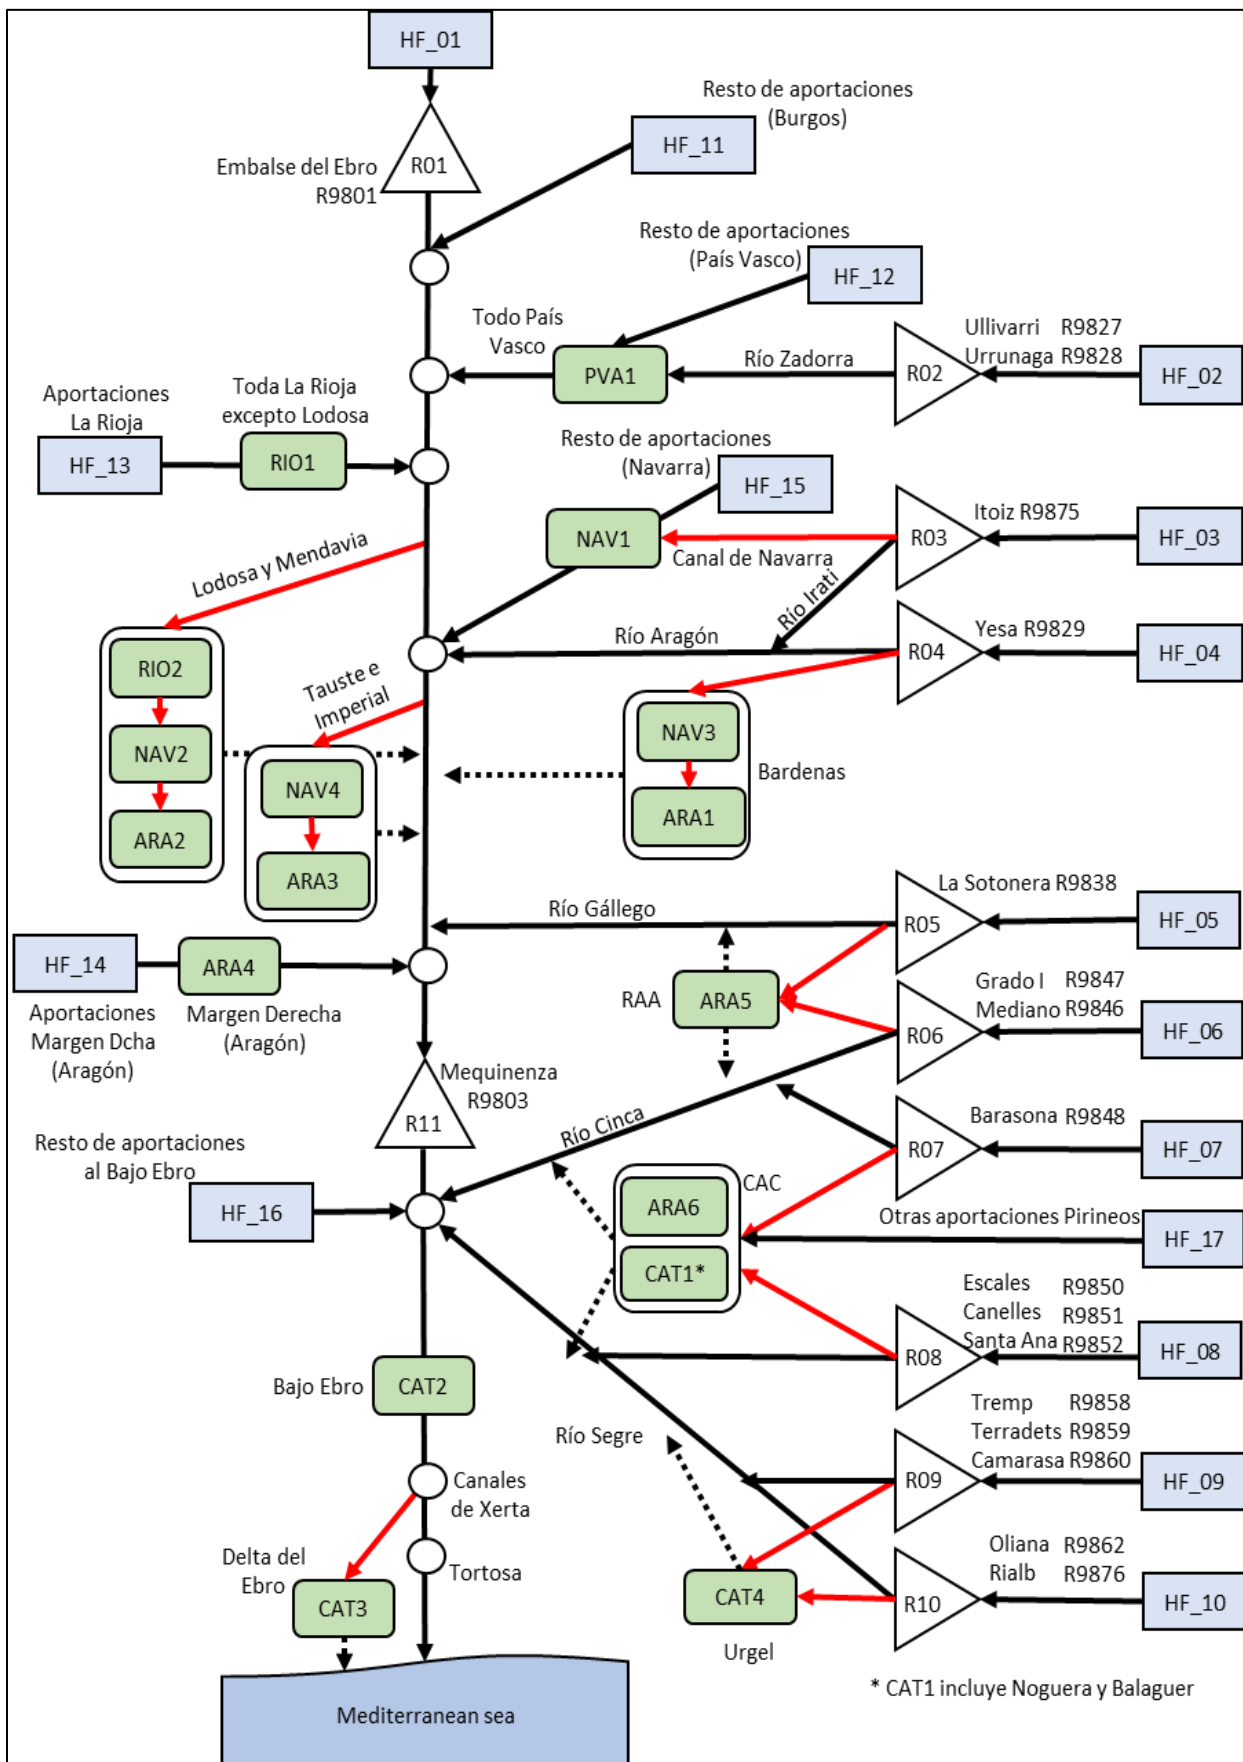 HF_01
Resto de aportaciones
(Burgos)
HF_11
R01
Embalse del Ebro
R9801
Resto de aportaciones
(País Vasco)
HF_12
Todo País
Vasco
PVA1
Río Zadorra
R02
Ullivarri R9827
Urrunaga R9828
HF_02
Aportaciones
La Rioja
HF_13
Toda La Rioja
excepto Lodosa
RIO1
Resto de aportaciones
(Navarra)
HF_15
NAV1
Canal de Navarra
R03
Itoiz R9875
HF_03
Río Irati
Lodosa y Mendavia
Río Aragón
R04
Yesa R9829
HF_04
RIO2
NAV2
ARA2
Tauste e
Imperial
NAV4
ARA3
NAV3
ARA1
Bardenas
Río Gállego
R05
La Sotonera R9838
HF_05
HF_14
ARA4
Aportaciones
Margen Dcha
(Aragón)
Margen Derecha
(Aragón)
RAA
ARA5
R06
Grado I R9847
Mediano R9846
HF_06
Mequinenza
R9803
R11
Río Cinca
R07
Barasona R9848
HF_07
Resto de aportaciones
al Bajo Ebro
HF_16
CAC
ARA6
CAT1*
Otras aportaciones Pirineos
HF_17
Escales R9850
Canelles R9851
Santa Ana R9852
R08
HF_08
Bajo Ebro
CAT2
Río Segre
Tremp R9858
Terradets R9859
Camarasa R9860
R09
HF_09
Canales
de Xerta
Tortosa
Delta del
Ebro
CAT3
CAT4
Urgel
R10
Oliana R9862
Rialb R9876
HF_10
* CAT1 incluye Noguera y Balaguer
Mediterranean sea